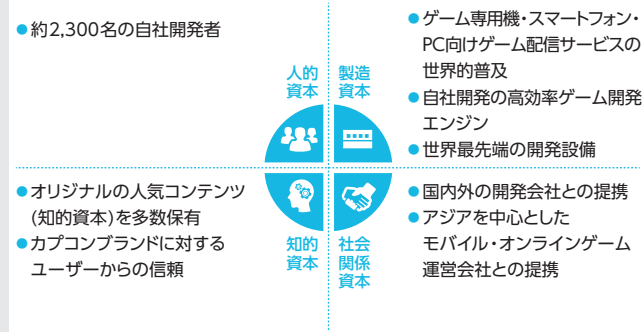 ●約2,300名の自社開発者
人的
資本
製造
資本
●ゲーム専用機・スマートフォン・
PC向けゲーム配信サービスの
世界的普及
●自社開発の高効率ゲーム開発
エンジン
●世界最先端の開発設備
●オリジナルの人気コンテンツ
(知的資本)を多数保有
●カプコンブランドに対する
ユーザーからの信頼
知的
資本
社会
関係
資本
●国内外の開発会社との提携
●アジアを中心とした
モバイル・オンラインゲーム
運営会社との提携